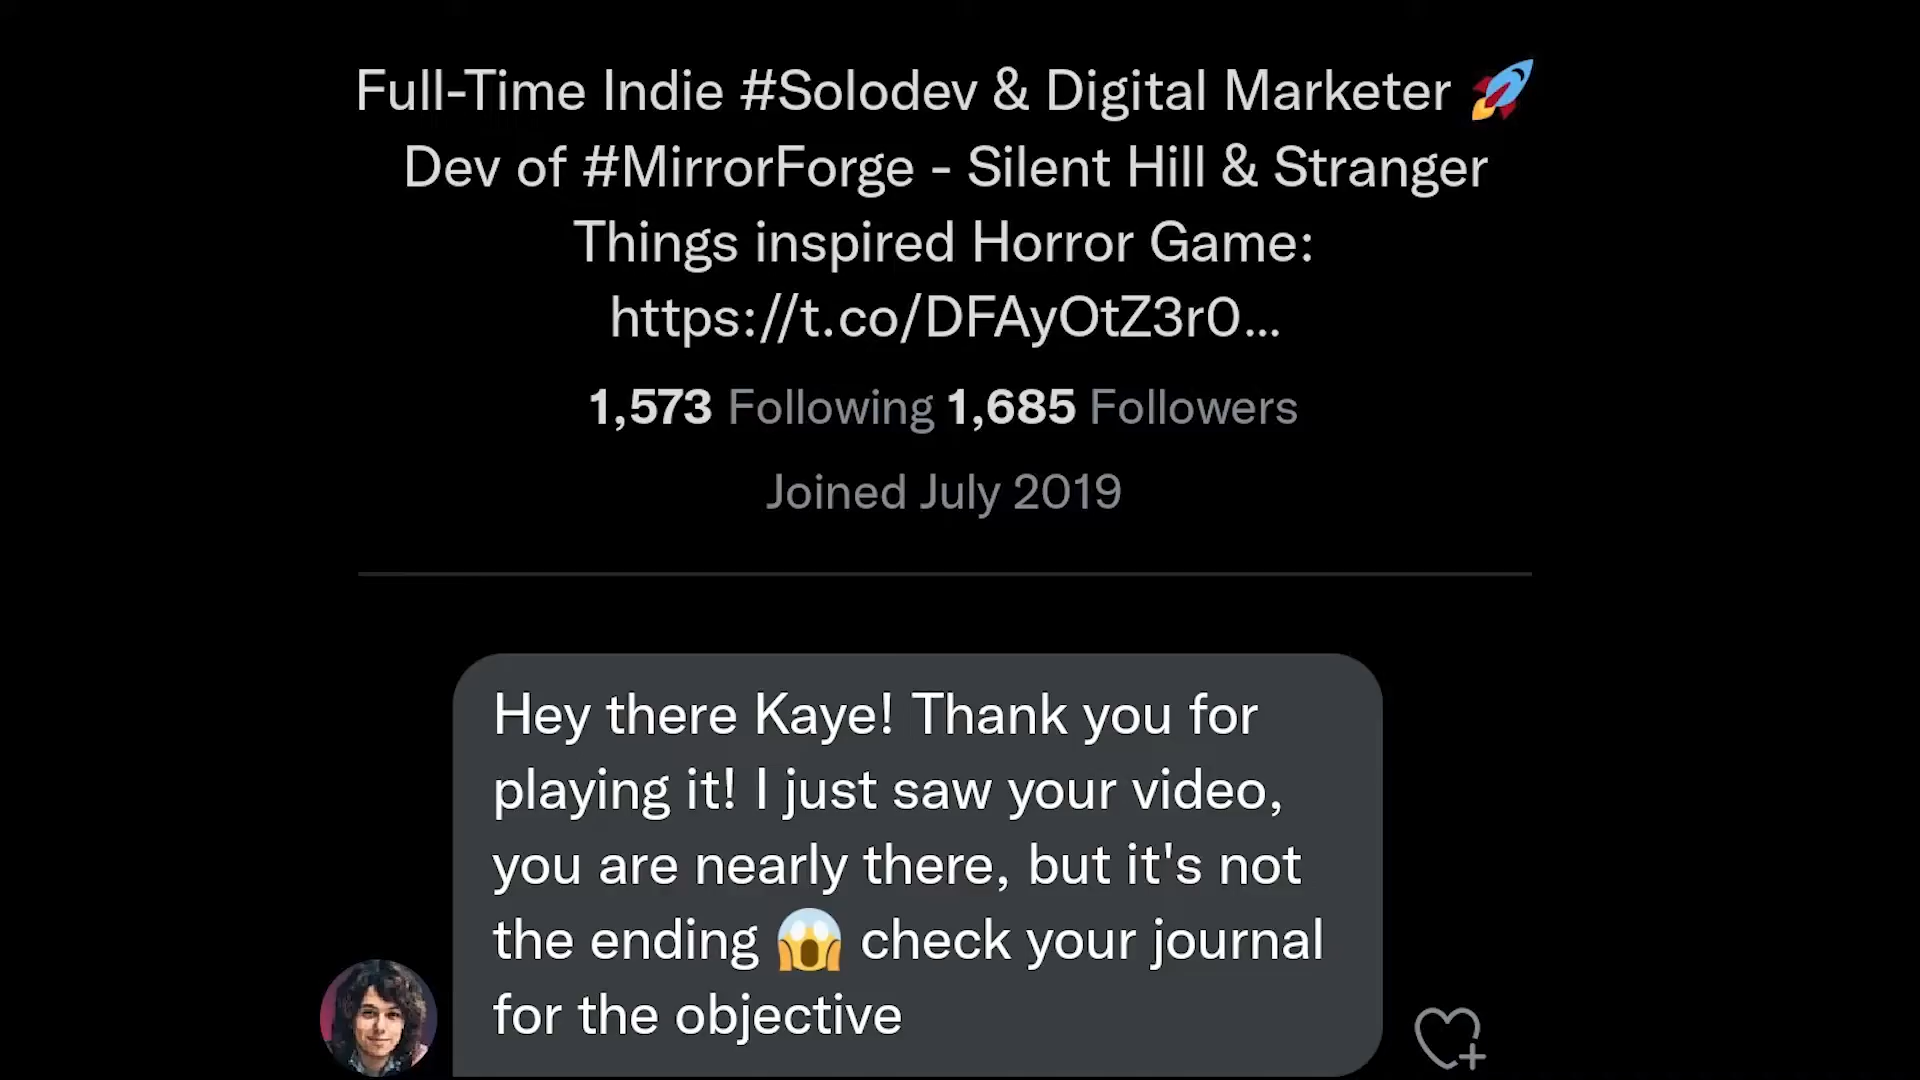 Full-Time Indie #Solodev & Digital Marketer 🚀
Dev of #MirrorForge - Silent Hill & Stranger
Things inspired Horror Game:
https://t.co/DFAyOtZ3r0...
1,573 Following 1,685 Followers
Joined July 2019
Hey there Kaye! Thank you for
playing it! I just saw your video,
you are nearly there, but it's not
the ending 😱 check your journal
for the objective